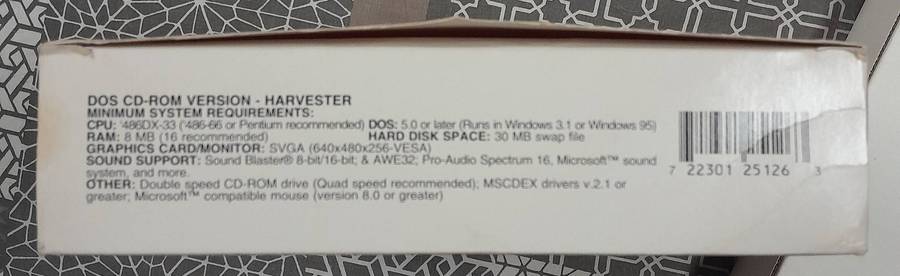 DOS CD-ROM VERSION - HARVESTER
MINIMUM SYSTEM REQUIREMENTS:
CPU: '486DX-33 ('486-66 or Pentium recommended) DOS: 5.0 or later (Runs in Windows 3.1 or Windows 95)
RAM: 8 MB (16 recommended) HARD DISK SPACE: 30 MB swap file
GRAPHICS CARD/MONITOR: SVGA (640x480x256-VESA)
SOUND SUPPORT: Sound Blaster® 8-bit/16-bit; & AWE32; Pro-Audio Spectrum 16, Microsoft™ sound
system, and more.
OTHER: Double speed CD-ROM drive (Quad speed recommended); MSCDEX drivers v.2.1 or
greater; Microsoft™ compatible mouse (version 8.0 or greater)
7 22301 25126 3